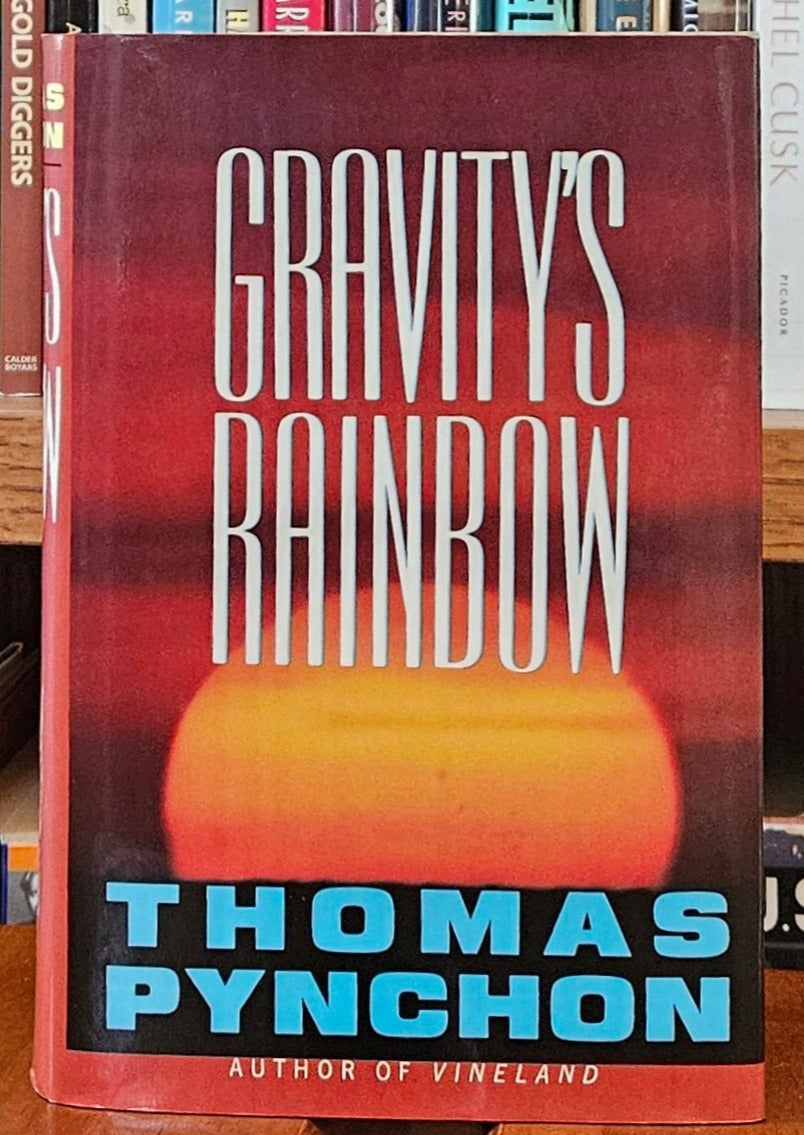 GOLD DIGGERS
CALDER
BOYARS
GRAVITY'S
RAINBOW
THOMAS
PYNCHON
AUTHOR OF VINELAND
HEL CUSK
PICADOR